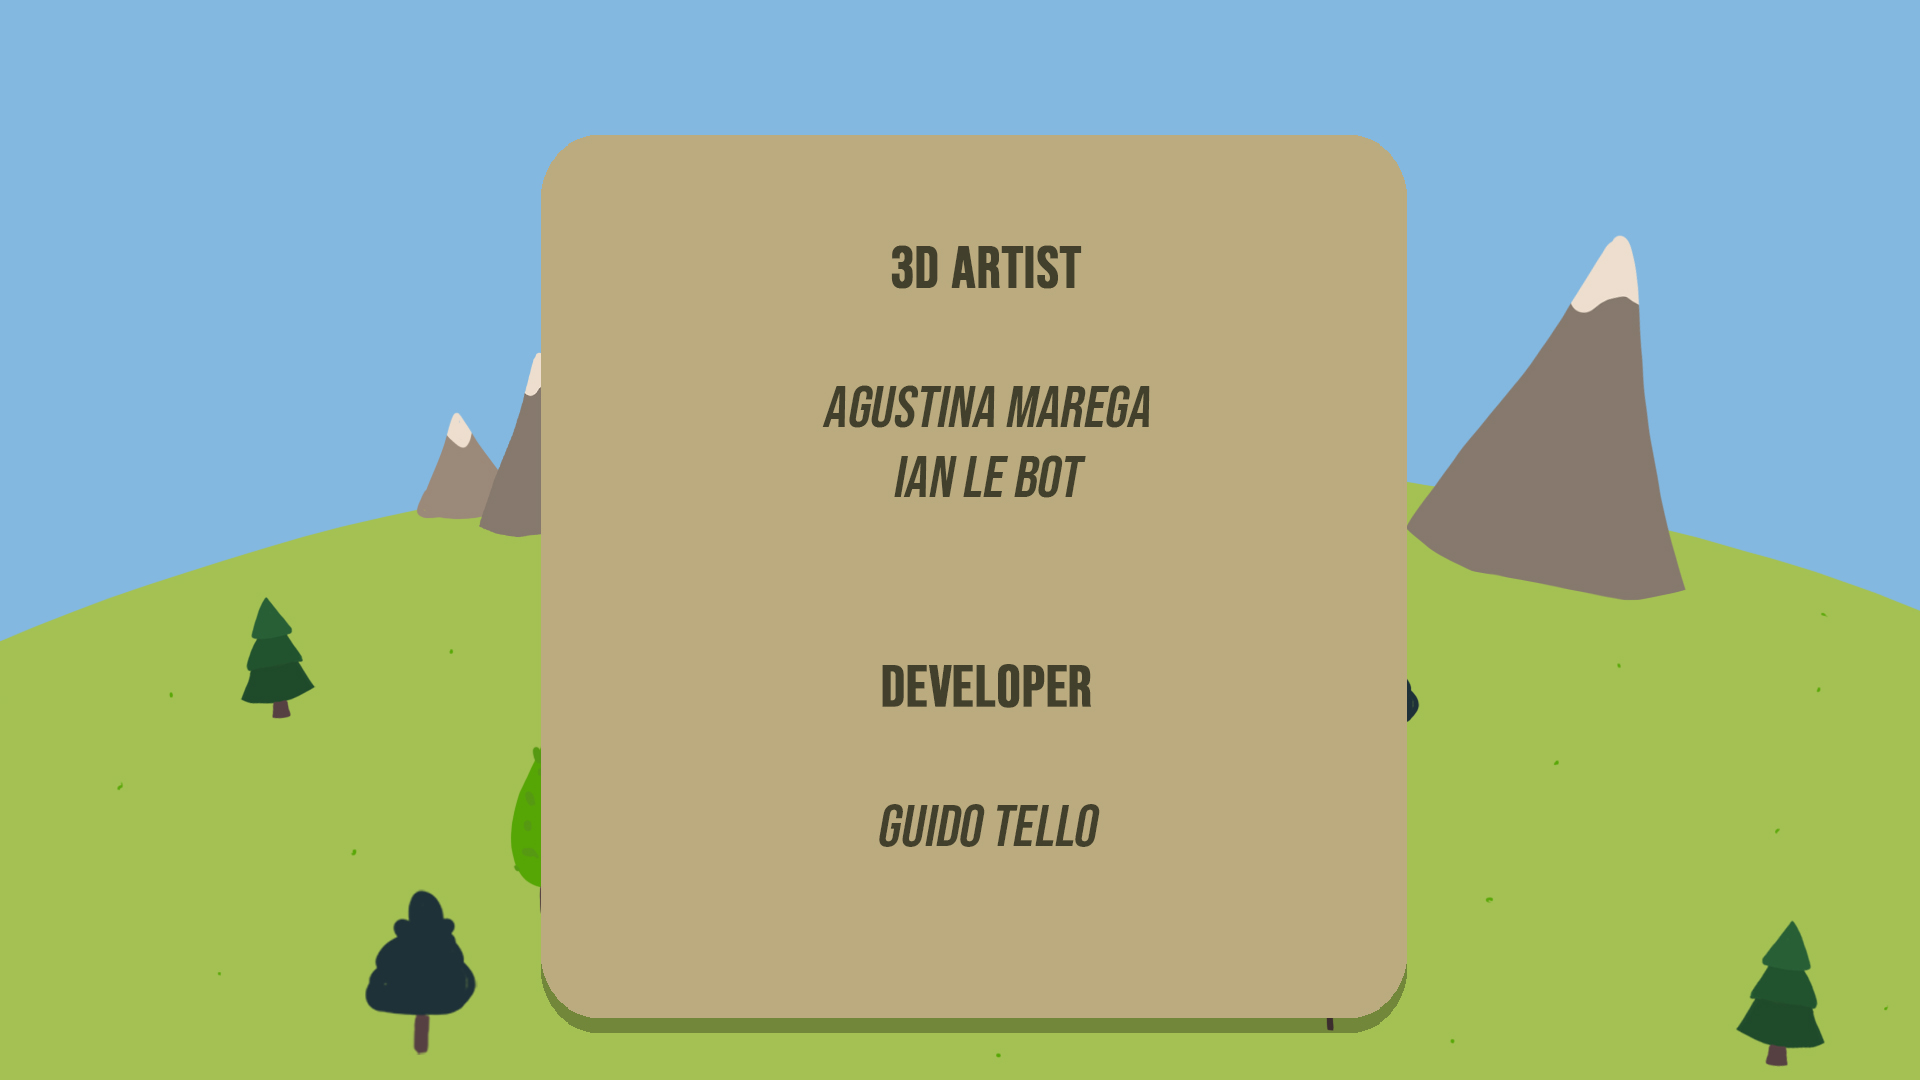 3D ARTIST
AGUSTINA MAREGA
IAN LE BOT
DEVELOPER
GUIDO TELLO